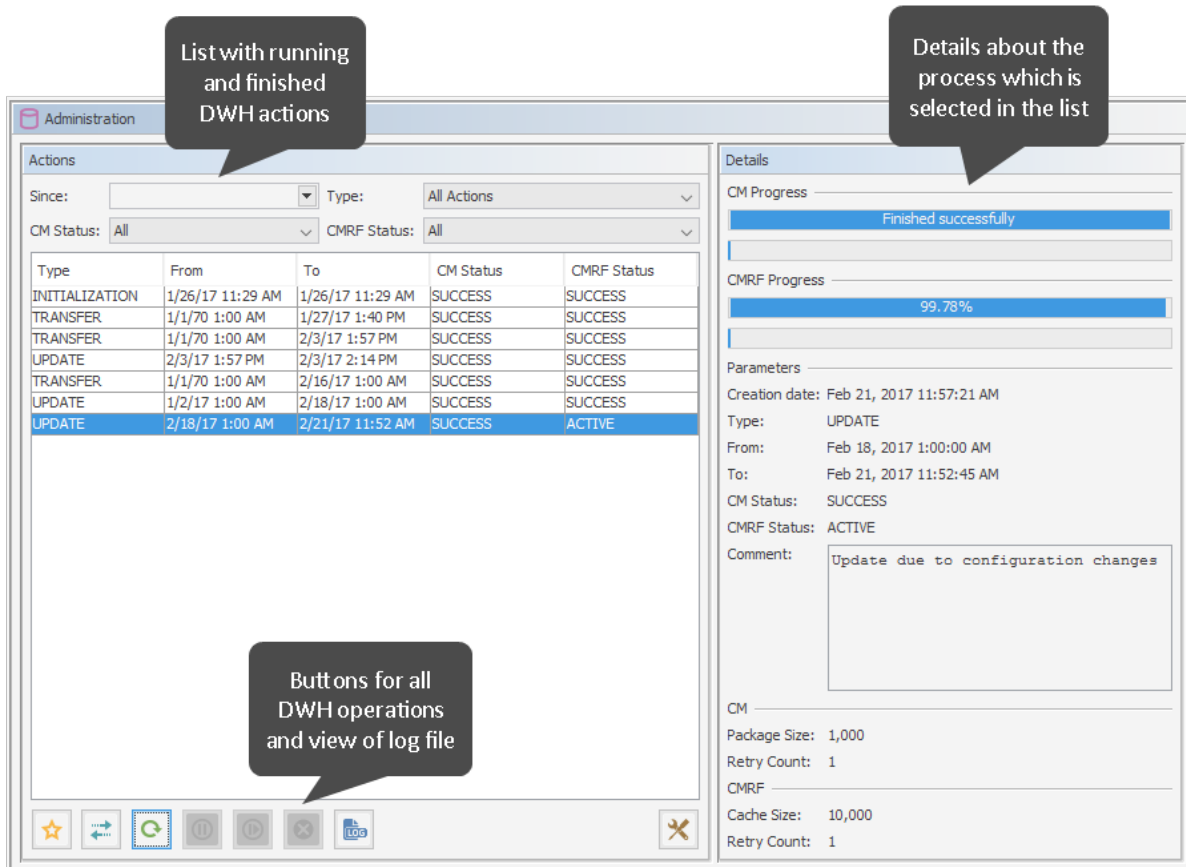 List with running
and finished
DWH actions
Details about the
process which is
selected in the list
Administration
Actions
Since:
Type: All Actions
CM Status: All
CMRF Status: All
Type From To CM Status CMRF Status
INITIALIZATION 1/26/17 11:29 AM 1/26/17 11:29 AM SUCCESS SUCCESS
TRANSFER 1/1/70 1:00 AM 1/27/17 1:40 PM SUCCESS SUCCESS
TRANSFER 1/1/70 1:00 AM 2/3/17 1:57 PM SUCCESS SUCCESS
UPDATE 2/3/17 1:57 PM 2/3/17 2:14 PM SUCCESS SUCCESS
TRANSFER 1/1/70 1:00 AM 2/16/17 1:00 AM SUCCESS SUCCESS
UPDATE 1/2/17 1:00 AM 2/18/17 1:00 AM SUCCESS SUCCESS
UPDATE 2/18/17 1:00 AM 2/21/17 11:52 AM SUCCESS ACTIVE
Buttons for all
DWH operations
and view of log file
LOG
Details
CM Progress
Finished successfully
CMRF Progress
99.78%
Parameters
Creation date: Feb 21, 2017 11:57:21 AM
Type: UPDATE
From: Feb 18, 2017 1:00:00 AM
To: Feb 21, 2017 11:52:45 AM
CM Status: SUCCESS
CMRF Status: ACTIVE
Comment: Update due to configuration changes
CM
Package Size: 1,000
Retry Count: 1
CMRF
Cache Size: 10,000
Retry Count: 1